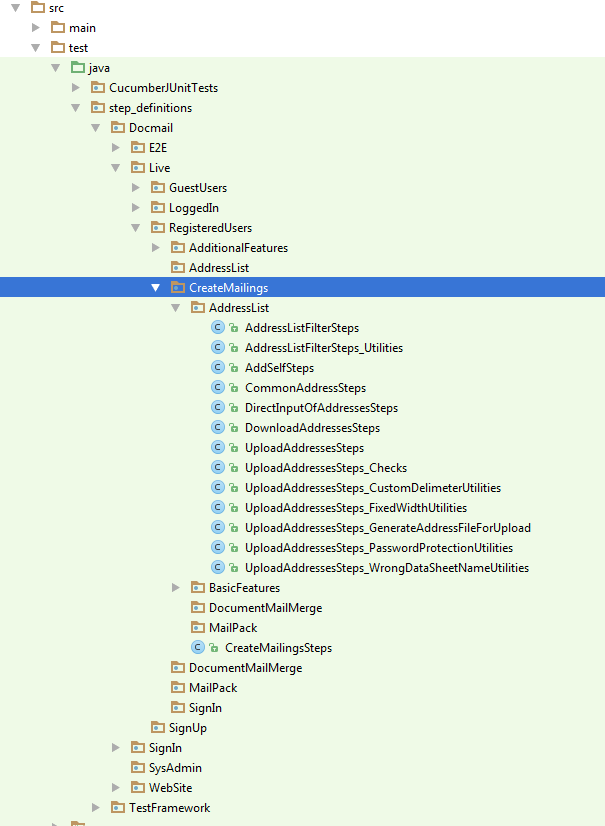 src
main
test
java
CucumberJUnitTests
step_definitions
Docmail
E2E
Live
GuestUsers
LoggedIn
RegisteredUsers
AdditionalFeatures
AddressList
CreateMailings
AddressList
C AddressListFilterSteps
C AddressListFilterSteps_Utilities
C AddSelfSteps
C CommonAddressSteps
C DirectInputOfAddressesSteps
C DownloadAddressesSteps
C UploadAddressesSteps
C UploadAddressesSteps_Checks
C UploadAddressesSteps_CustomDelimeterUtilities
C UploadAddressesSteps_FixedWidthUtilities
C UploadAddressesSteps_GenerateAddressFileForUpload
C UploadAddressesSteps_PasswordProtectionUtilities
C UploadAddressesSteps_WrongDataSheetNameUtilities
BasicFeatures
DocumentMailMerge
MailPack
C CreateMailingsSteps
DocumentMailMerge
MailPack
SignIn
SignUp
SignIn
SysAdmin
WebSite
TestFramework